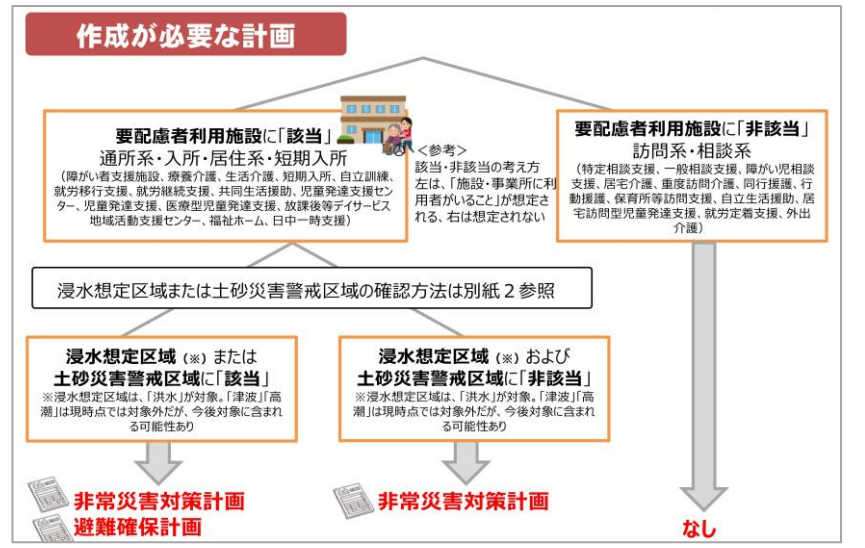 作成が必要な計画
要配慮者利用施設に「該当」
通所系・入所・居住系・短期入所
(障がい者支援施設、療養介護、生活介護、短期入所、自立訓練、
就労移行支援、就労継続支援、共同生活援助、児童発達支援セン
ター、児童発達支援、医療型児童発達支援、放課後等デイサービス
地域活動支援センター、福祉ホーム、日中一時支援)
<参考>
該当・非該当の考え方
左は、「施設・事業所に利
用者がいること」が想定さ
れる、右は想定されない
要配慮者利用施設に「非該当」
訪問系・相談系
(特定相談支援、一般相談支援、障がい児相談
支援、居宅介護、重度訪問介護、同行援護、行
動援護、保育所等訪問支援、自立生活援助、居
宅訪問型児童発達支援、就労定着支援、外出
介護)
浸水想定区域または土砂災害警戒区域の確認方法は別紙2参照
浸水想定区域(※)または
土砂災害警戒区域に「該当」
※浸水想定区域は、「洪水」が対象。「津波」「高
潮」は現時点では対象外だが、今後対象に含まれ
る可能性あり
浸水想定区域(※)および
土砂災害警戒区域に「非該当」
※浸水想定区域は、「洪水」が対象。「津波」「高
潮」は現時点では対象外だが、今後対象に含まれ
る可能性あり
非常災害対策計画
避難確保計画
非常災害対策計画
なし